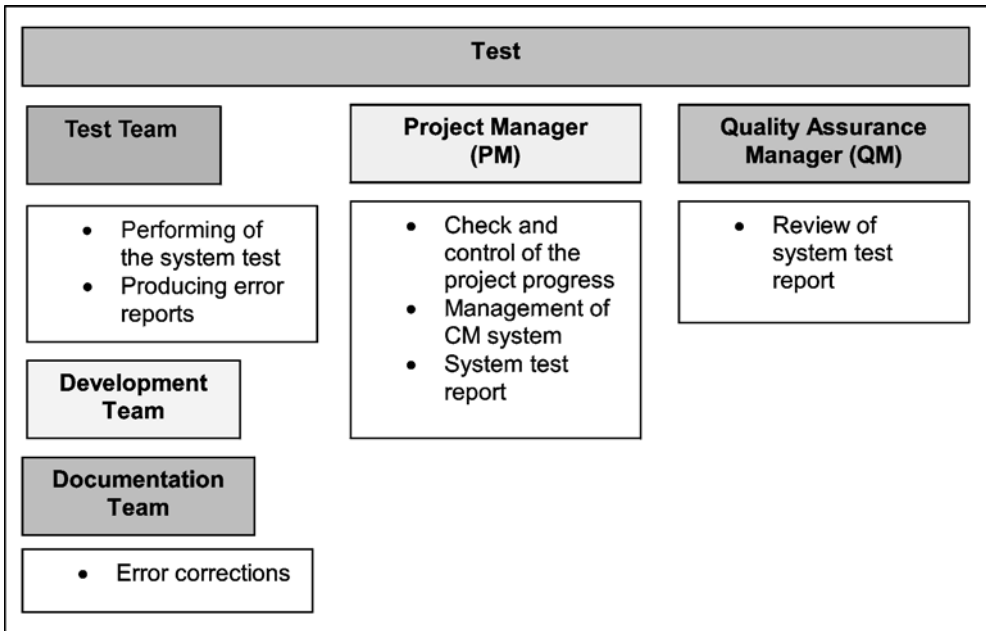 Test
Test Team
• Performing of
the system test
• Producing error
reports
Development
Team
Documentation
Team
• Error corrections
Project Manager
(PM)
• Check and
control of the
project progress
• Management of
CM system
• System test
report
Quality Assurance
Manager (QM)
• Review of
system test
report